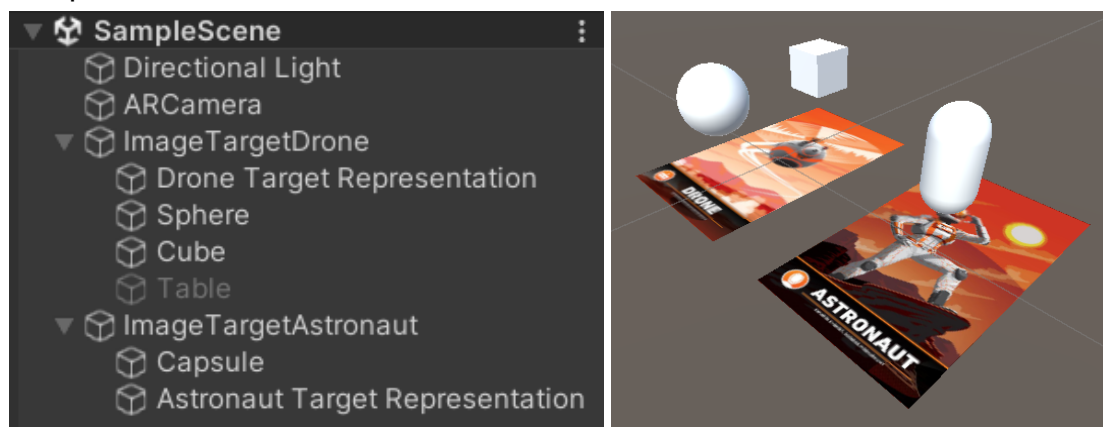 SampleScene
Directional Light
ARCamera
ImageTargetDrone
Drone Target Representation
Sphere
Cube
Table
ImageTargetAstronaut
Capsule
Astronaut Target Representation
DRONE
ASTRONAUT